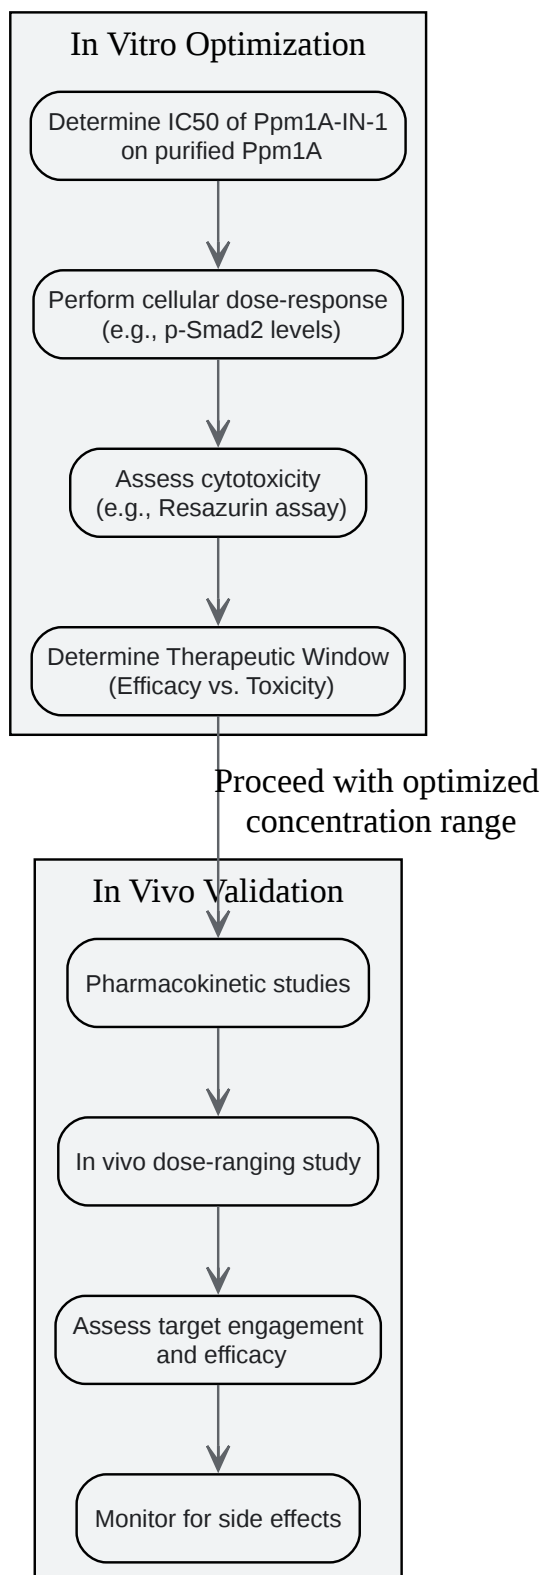 In Vitro Optimization
Determine IC50 of Ppm1A-IN-1
on purified Ppm1A
Perform cellular dose-response
(e.g., p-Smad2 levels)
Assess cytotoxicity
(e.g., Resazurin assay)
Determine Therapeutic Window
(Efficacy vs. Toxicity)
Proceed with optimized
concentration range
In Vivo Validation
Pharmacokinetic studies
In vivo dose-ranging study
Assess target engagement
and efficacy
Monitor for side effects